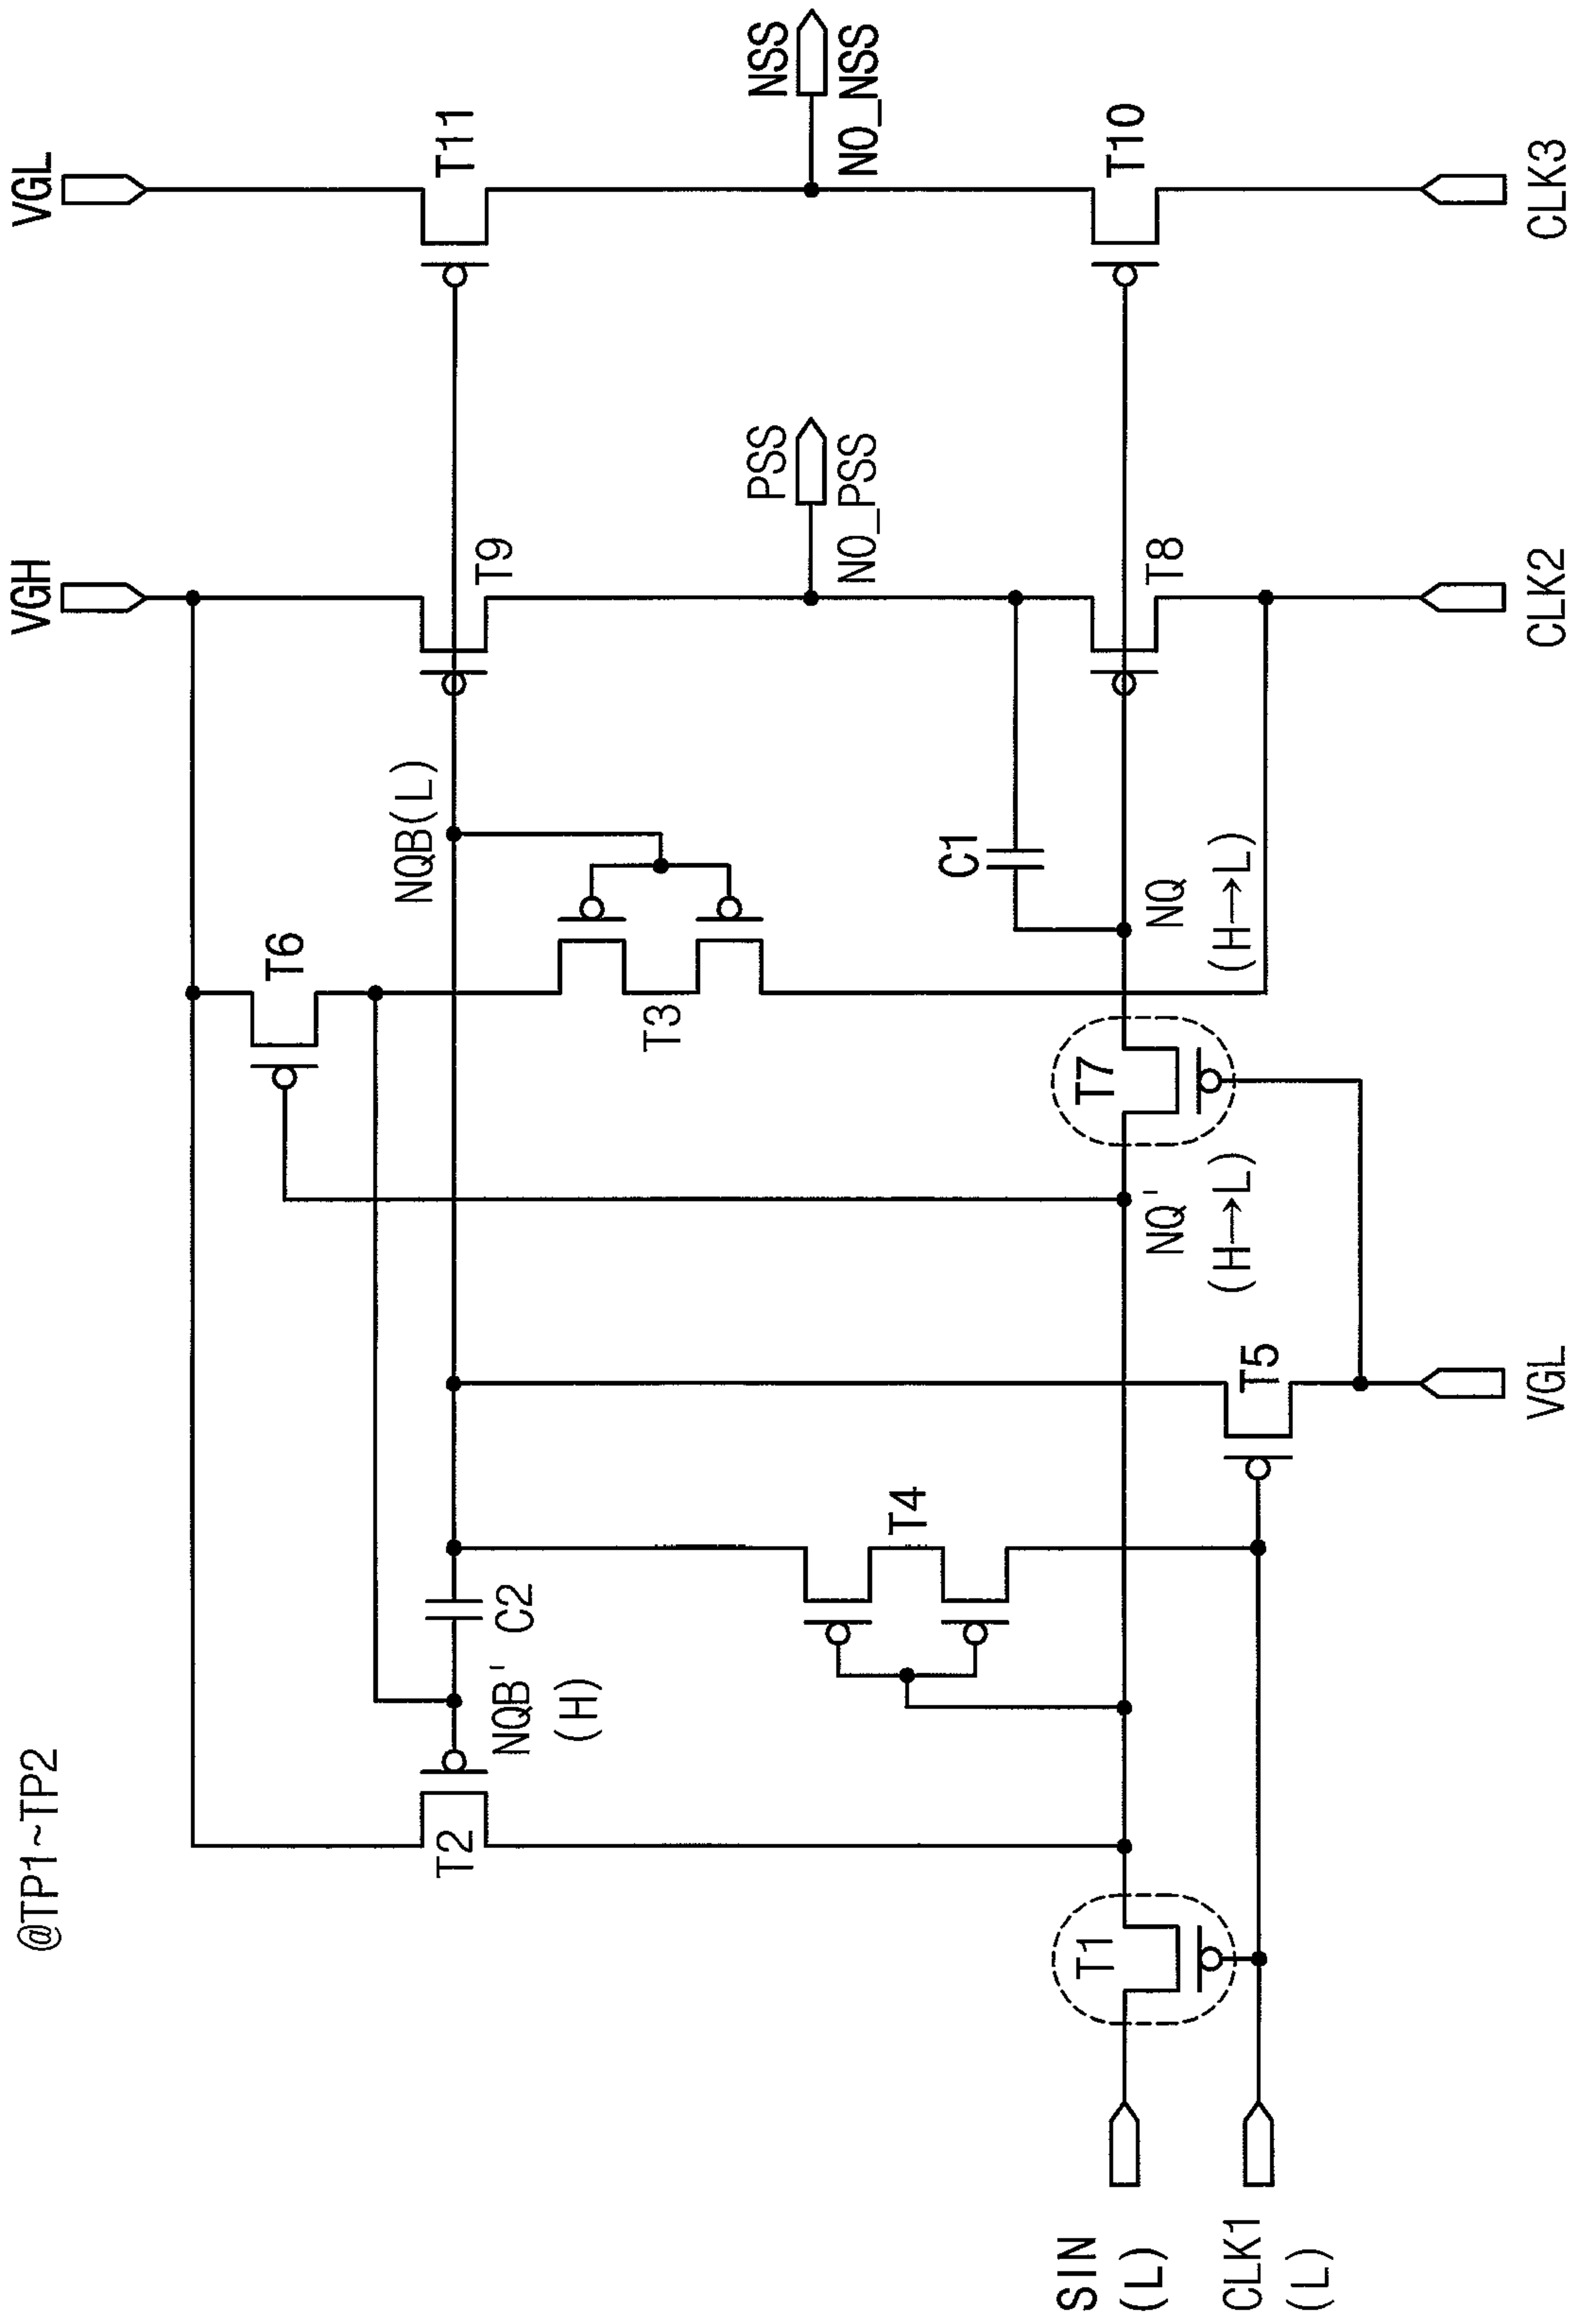 @TP1~TP2
VGH
VGL
T6
T2
NQB'
(H)
C2
NQB(L)
T9
T11
T3
T4
PSS
NO_PSS
NSS
NO_NSS
C1
T1
T7
SIN
(L)
NQ'
(H→L)
NQ
(H→L)
T8
T10
CLK1
(L)
T5
VGL
CLK2
CLK3